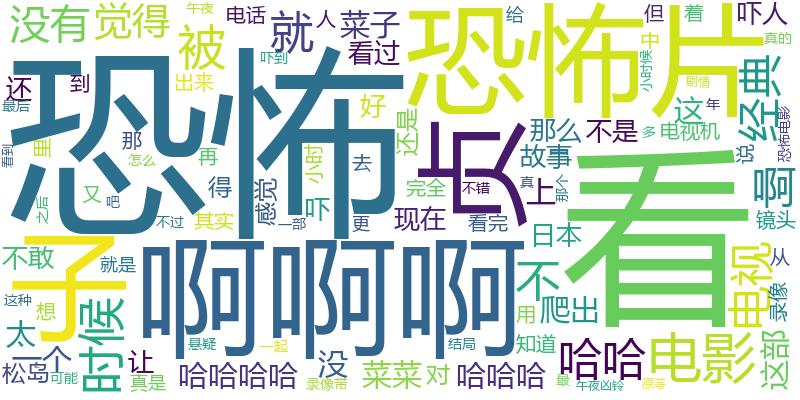 没有
觉得
午夜
被
电话
就
人
菜子
看过
给
恐怖片
但
着
吓人
吓到
小时候
中
真的
剧情
恐怖
还
到
出来
最后
好
还是
这
年
经典
恐怖电影
看到
里
那
怎么
再
小时
去
贞
那么
不是
多
电视机
说
啊
又
吧
得
感觉
吓
完全
不错
真
上
故事
那个
之后
不过
其实
一部
更
现在
看完
看
镜头
子
不敢
就是
啊啊啊
不
日本
电视
从
录像
这种
想
时候
爬出
用
太
悬疑
一起
结局
知道
电影
这部
一个
让
没
哈哈
松岛
可能
真是
哈哈哈哈
录像带
菜菜
对
哈哈哈
最
午夜凶铃
原著